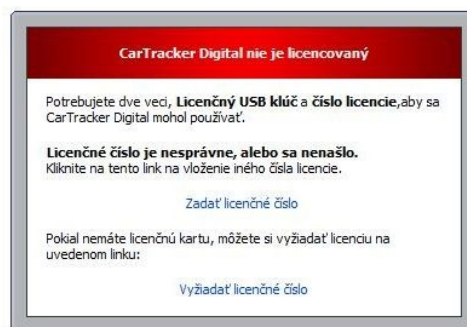 CarTracker Digital nie je licencovaný
Potrebujete dve veci, Licenčný USB kľúč a číslo licencie,aby sa
CarTracker Digital mohol používať.
Licenčné číslo je nesprávne, alebo sa nenašlo.
Kliknite na tento link na vloženie iného čísla licencie.
Zadať licenčné číslo
Pokial nemáte licenčnú kartu, môžete si vyžiadať licenciu na
uvedenom linku:
Vyžiadať licenčné číslo